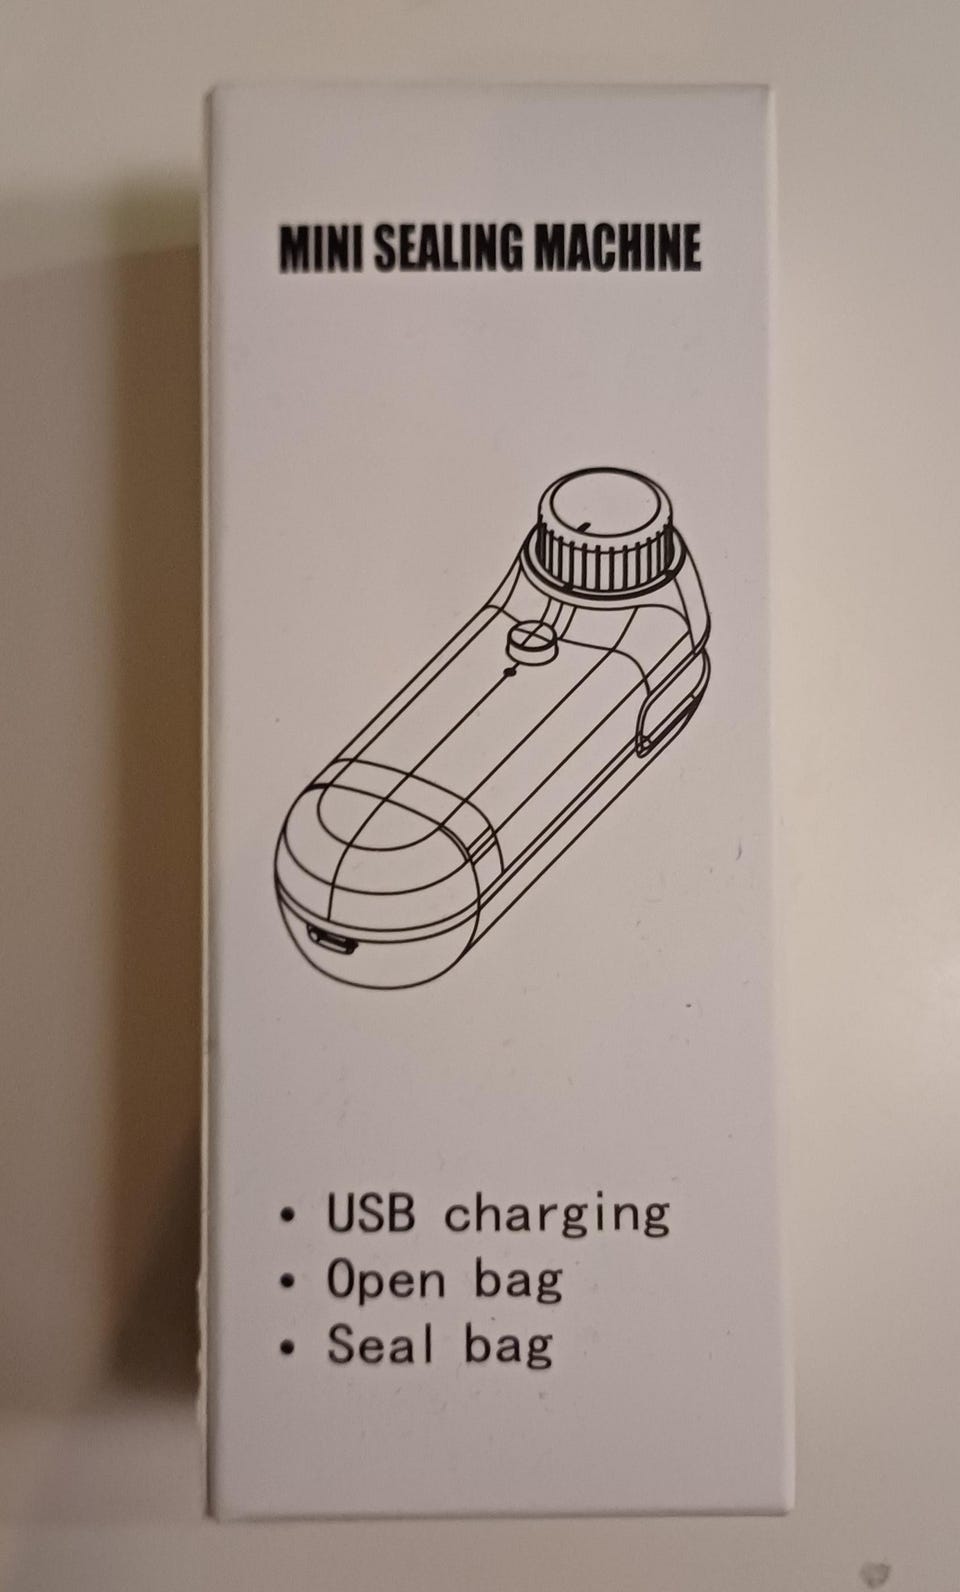 MINI SEALING MACHINE
• USB charging
• Open bag
• Seal bag